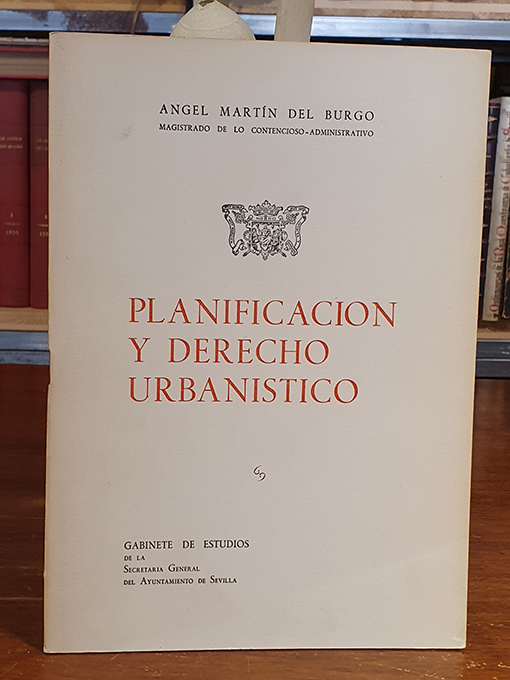 ANGEL MARTÍN DEL BURGO
MAGISTRADO DE LO CONTENCIOSO-ADMINISTRATIVO
PLANIFICACION
Y DERECHO
URBANISTICO
GABINETE DE ESTUDIOS
DE LA
SECRETARIA GENERAL
DEL AYUNTAMIENTO DE SEVILLA